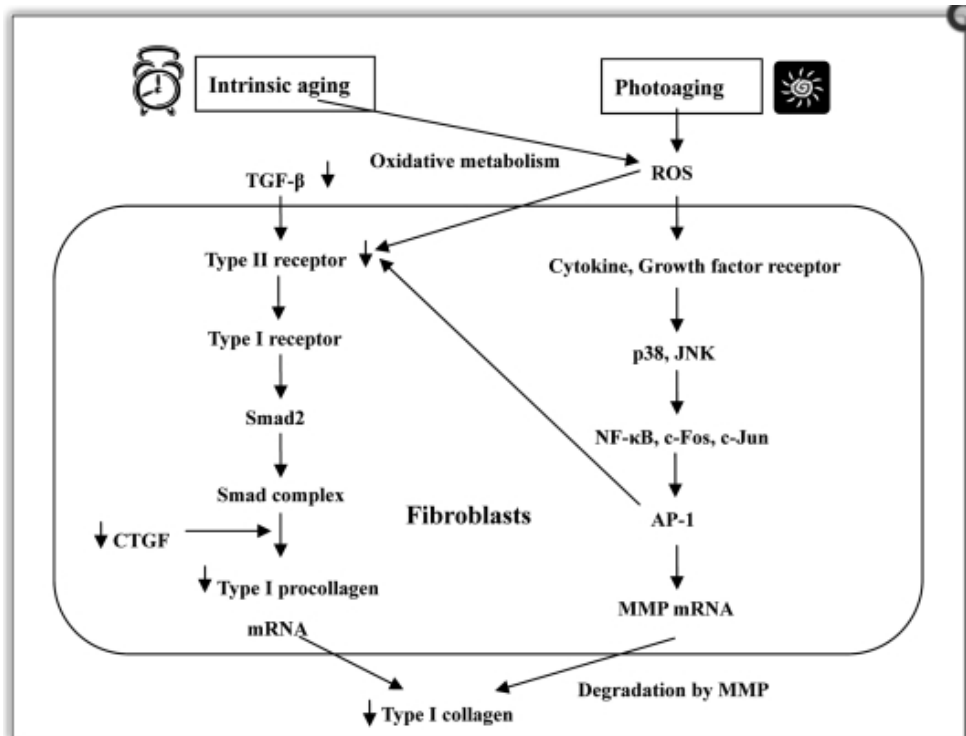 Intrinsic aging
Photoaging
Oxidative metabolism
ROS
TGF-β
Type II receptor
Cytokine, Growth factor receptor
Type I receptor
p38, JNK
Smad2
NF-κB, c-Fos, c-Jun
Smad complex
Fibroblasts
AP-1
CTGF
Type I procollagen
mRNA
MMP mRNA
Degradation by MMP
Type I collagen